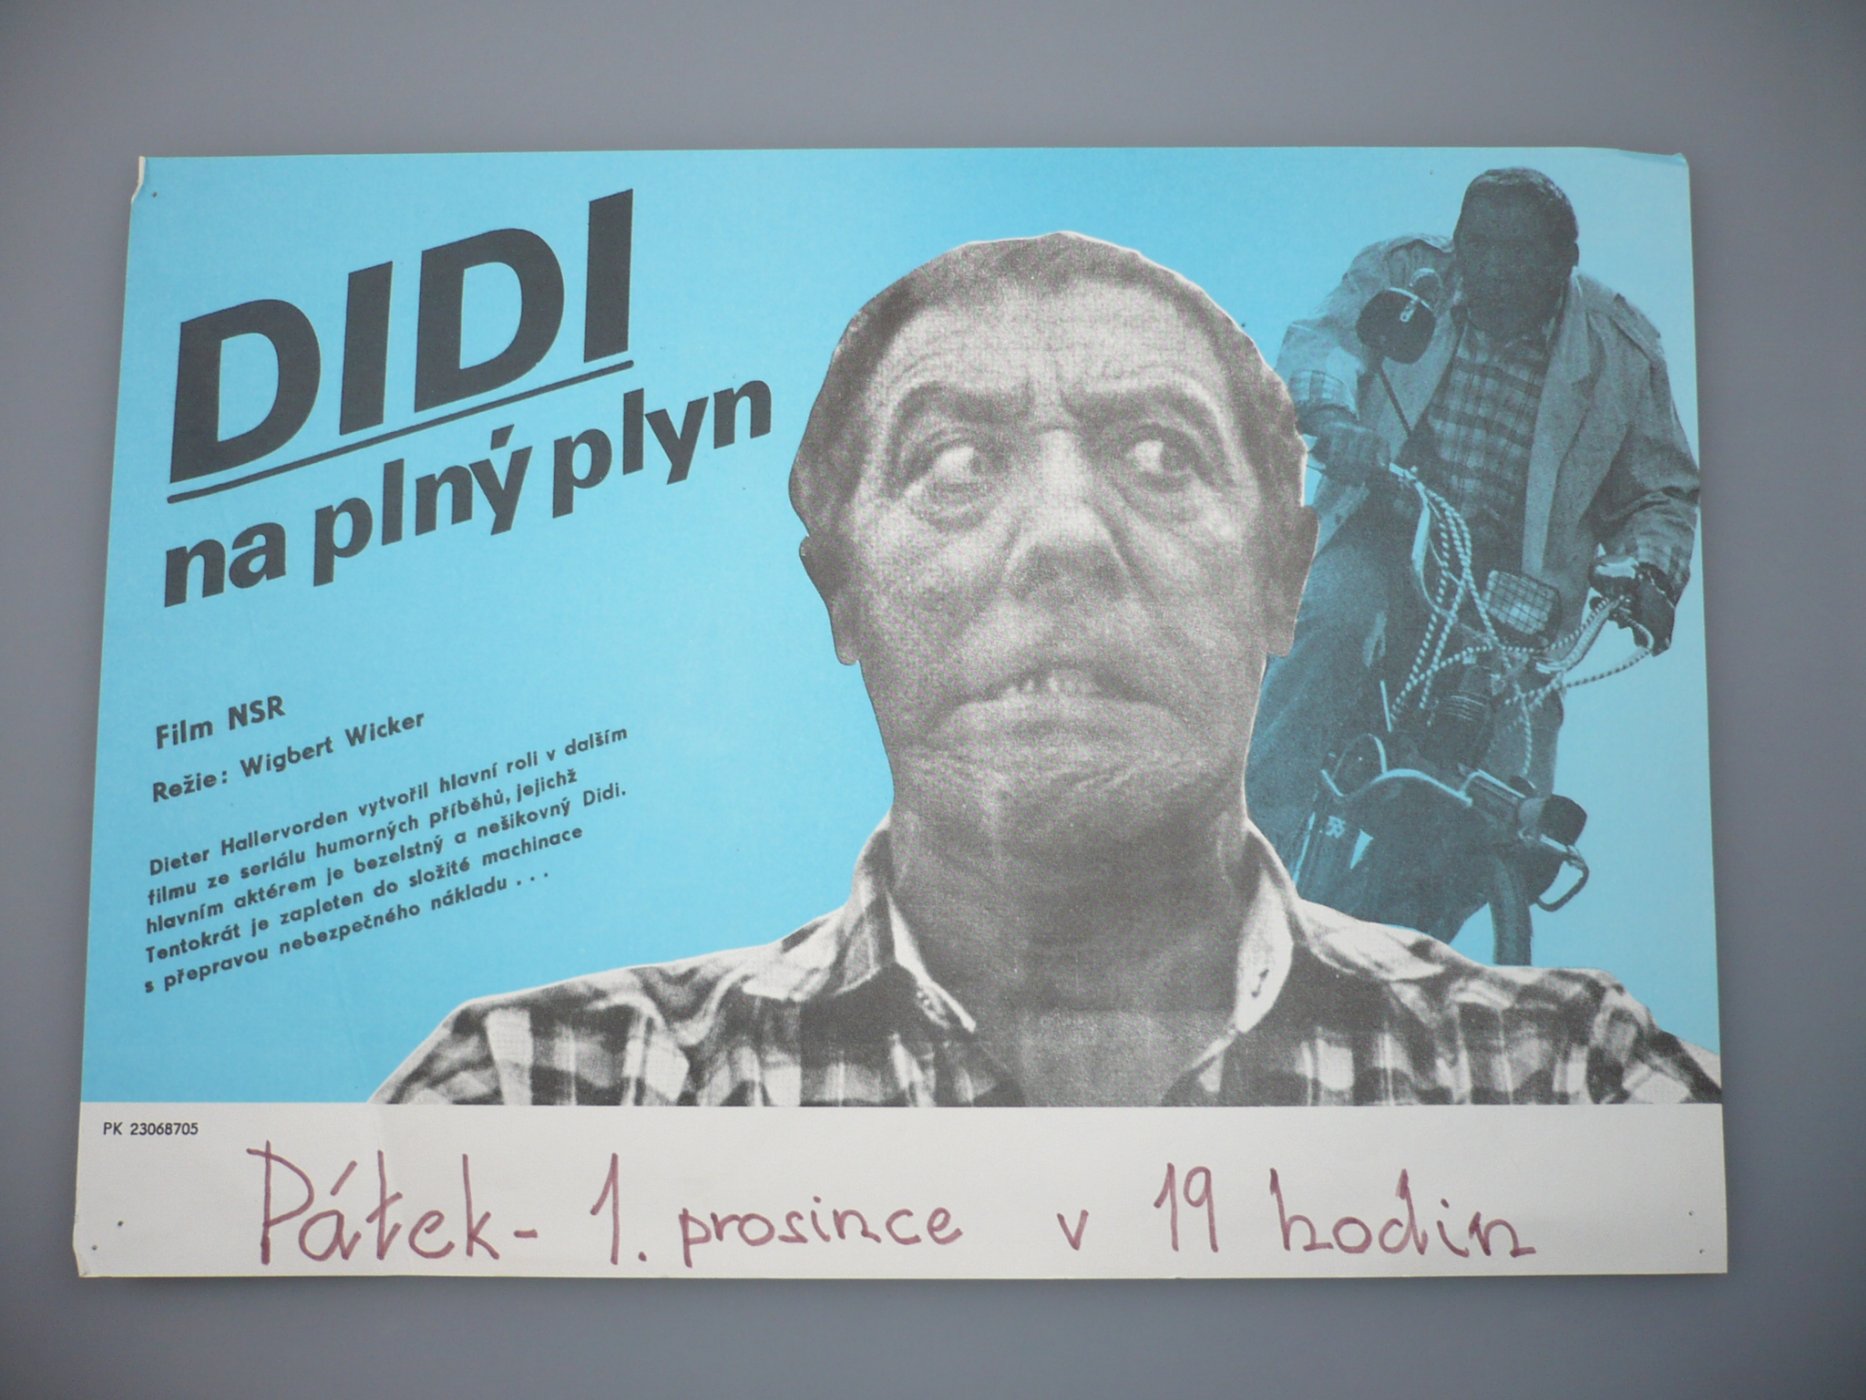 DIDI
na plný plyn
Film NSR
Režie: Wigbert Wicker
Dieter Hallervorden vytvořil hlavní roli v dalším
filmu ze seriálu humorných příběhů, jejichž
hlavním aktérem je bezelstný a nešikovný Didi.
Tentokrát je zapleten do složité machinace
s přepravou nebezpečného nákladu . . .
PK 23068705
Pátek - 1. prosince v 19 hodin